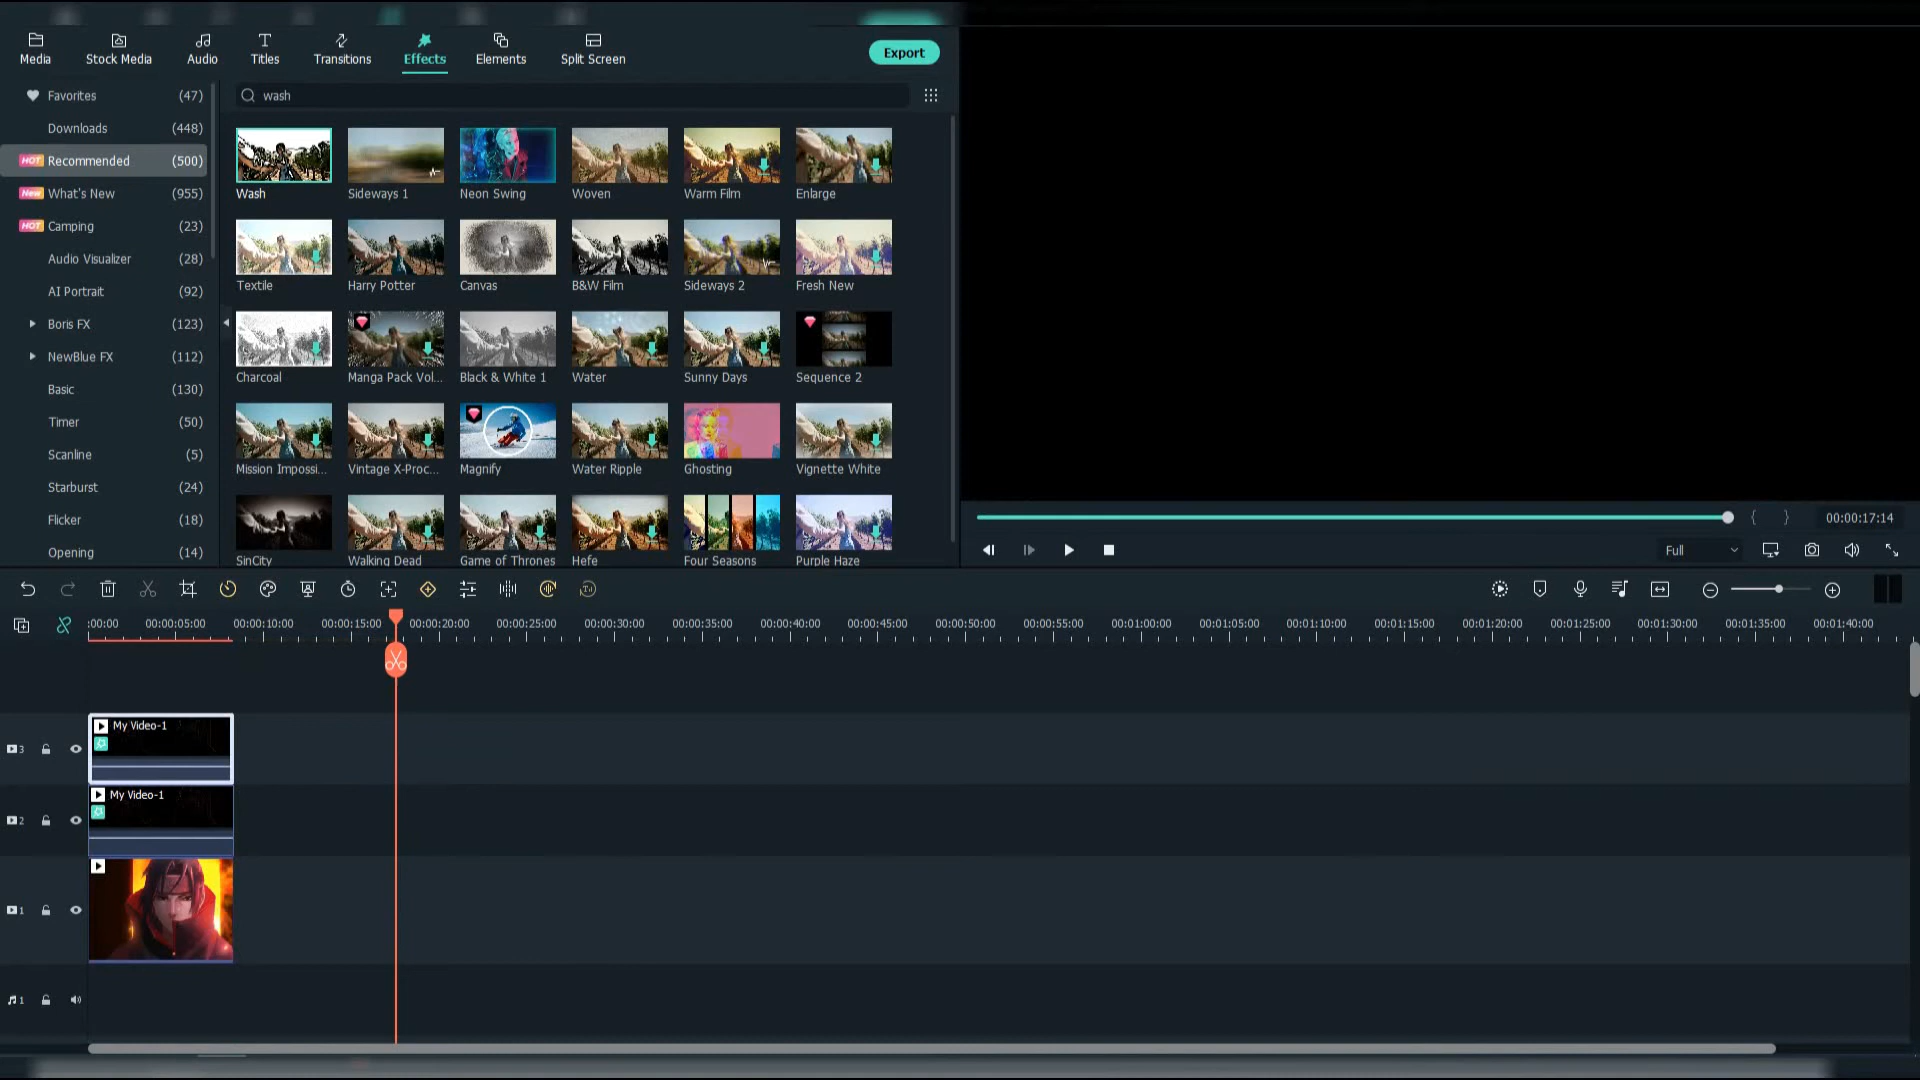 Media
Stock Media
Audio
Titles
Transitions
Effects
Elements
Split Screen
Export
Favorites (47)
Downloads (448)
HOT Recommended (500)
New What's New (955)
HOT Camping (23)
Audio Visualizer (28)
AI Portrait (92)
Boris FX (123)
NewBlue FX (112)
Basic (130)
Timer (50)
Scanline (5)
Starburst (24)
Flicker (18)
Opening (14)
wash
Wash
Sideways 1
Neon Swing
Woven
Warm Film
Enlarge
Textile
Harry Potter
Canvas
B&W Film
Sideways 2
Fresh New
Charcoal
Manga Pack Vol...
Black & White 1
Water
Sunny Days
Sequence 2
Mission Impossi...
Vintage X-Proc...
Magnify
Water Ripple
Ghosting
Vignette White
SinCity
Walking Dead
Game of Thrones
Hefe
Four Seasons
Purple Haze
{ } 00:00:17:14
Full
:00:00 00:00:05:00 00:00:10:00 00:00:15:00 00:00:20:00 00:00:25:00 00:00:30:00 00:00:35:00 00:00:40:00 00:00:45:00 00:00:50:00 00:00:55:00 00:01:00:00 00:01:05:00 00:01:10:00 00:01:15:00 00:01:20:00 00:01:25:00 00:01:30:00 00:01:35:00 00:01:40:00
3
My Video-1
2
My Video-1
1
1